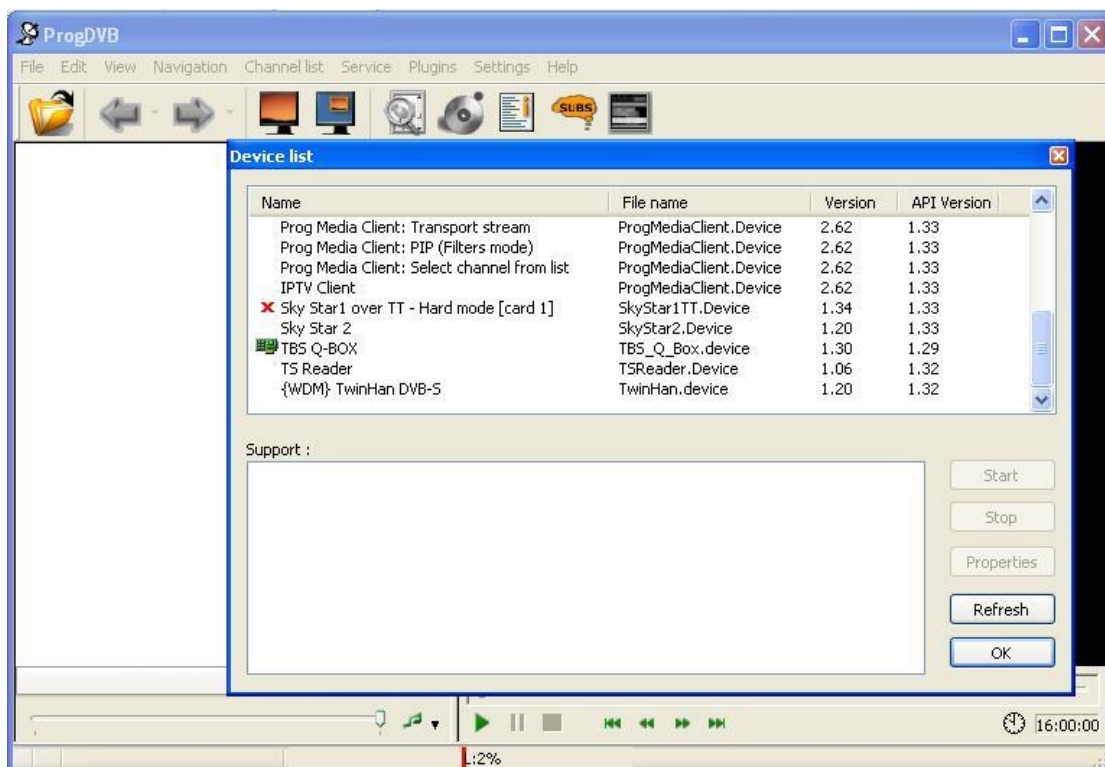 ProgDVB
File Edit View Navigation Channel list Service Plugins Settings Help
SUBS
Device list
Name File name Version API Version
Prog Media Client: Transport stream ProgMediaClient.Device 2.62 1.33
Prog Media Client: PIP (Filters mode) ProgMediaClient.Device 2.62 1.33
Prog Media Client: Select channel from list ProgMediaClient.Device 2.62 1.33
IPTV Client ProgMediaClient.Device 2.62 1.33
Sky Star1 over TT - Hard mode [card 1] SkyStar1TT.Device 1.34 1.33
Sky Star 2 SkyStar2.Device 1.20 1.33
TBS Q-BOX TBS_Q_Box.device 1.30 1.29
TS Reader TSReader.Device 1.06 1.32
{WDM} TwinHan DVB-S TwinHan.device 1.20 1.32
Support :
Start
Stop
Properties
Refresh
OK
16:00:00
L:2%